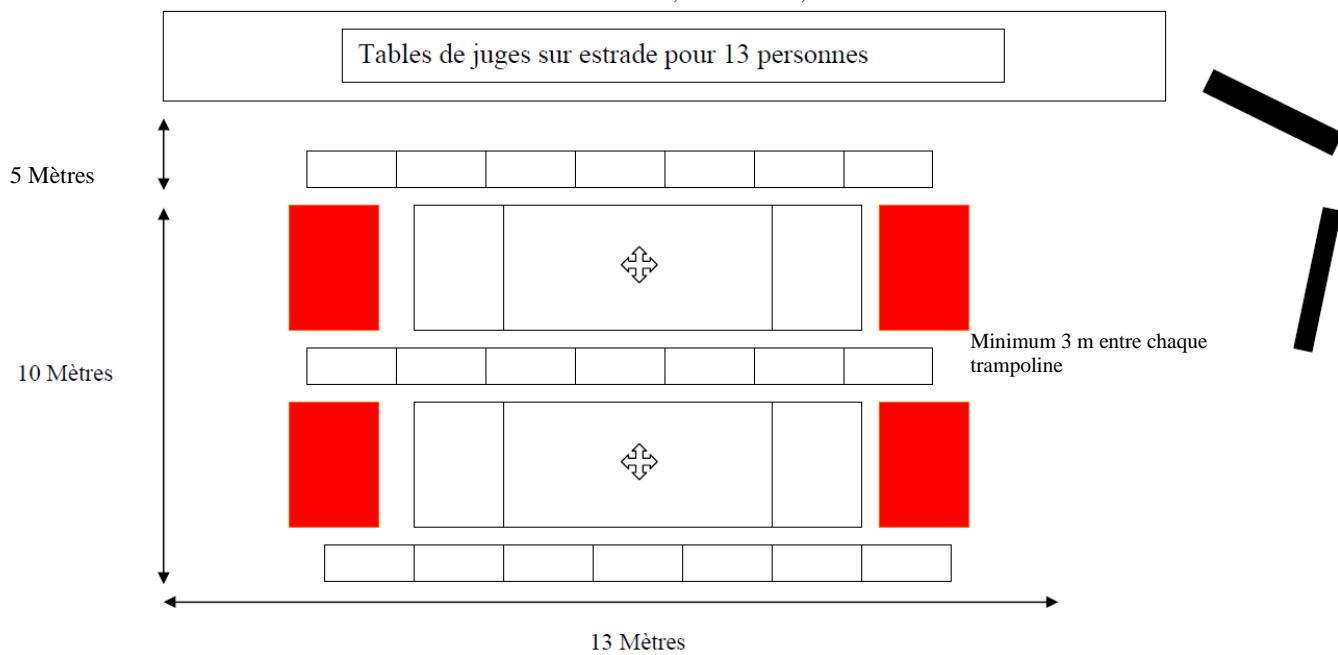 Tables de juges sur estrade pour 13 personnes
5 Mètres
Minimum 3 m entre chaque
trampoline
10 Mètres
13 Mètres